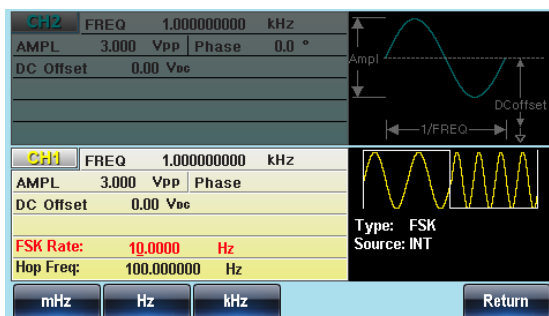 CH2 FREQ 1.000000000 kHz
AMPL 3.000 Vpp Phase 0.0 °
DC Offset 0.00 VDC
Ampl
DCoffset
1/FREQ
CH1 FREQ 1.000000000 kHz
AMPL 3.000 Vpp Phase
DC Offset 0.00 VDC
FSK Rate: 10.0000 Hz
Hop Freq: 100.000000 Hz
Type: FSK
Source: INT
mHz Hz kHz Return